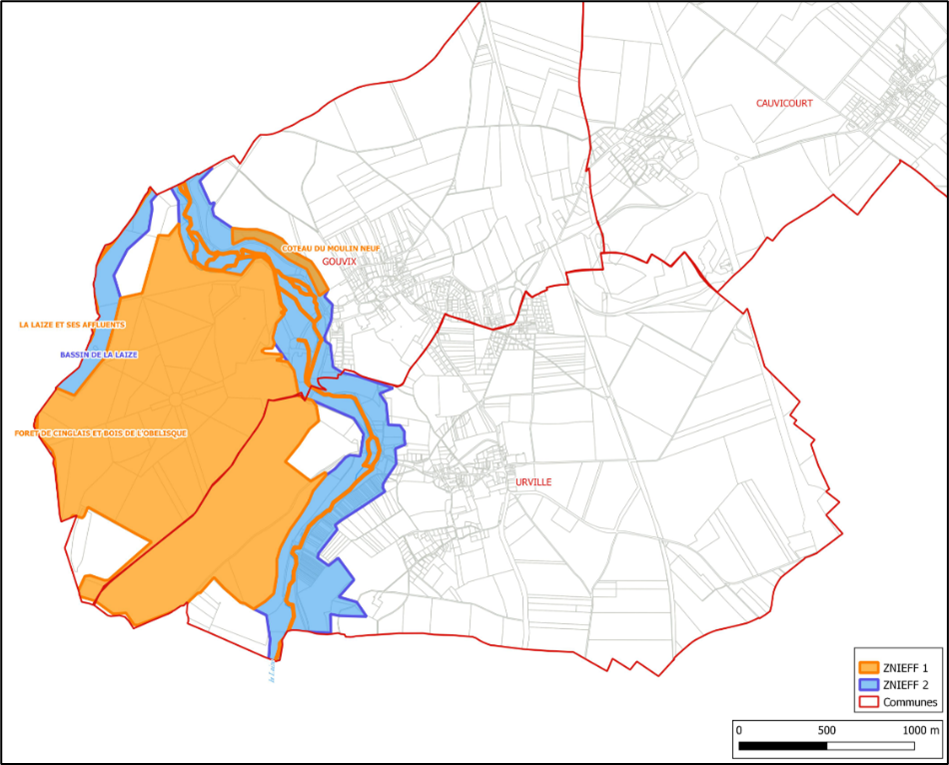 CAUVICOURT
COTEAU DU MOULIN NEUF
GOUVIX
LA LAIZE ET SES AFFLUENTS
BASSIN DE LA LAIZE
FORET DE CINGLAIS ET BOIS DE L'OBELISQUE
URVILLE
ZNIEFF 1
ZNIEFF 2
Communes
0 500 1000 m